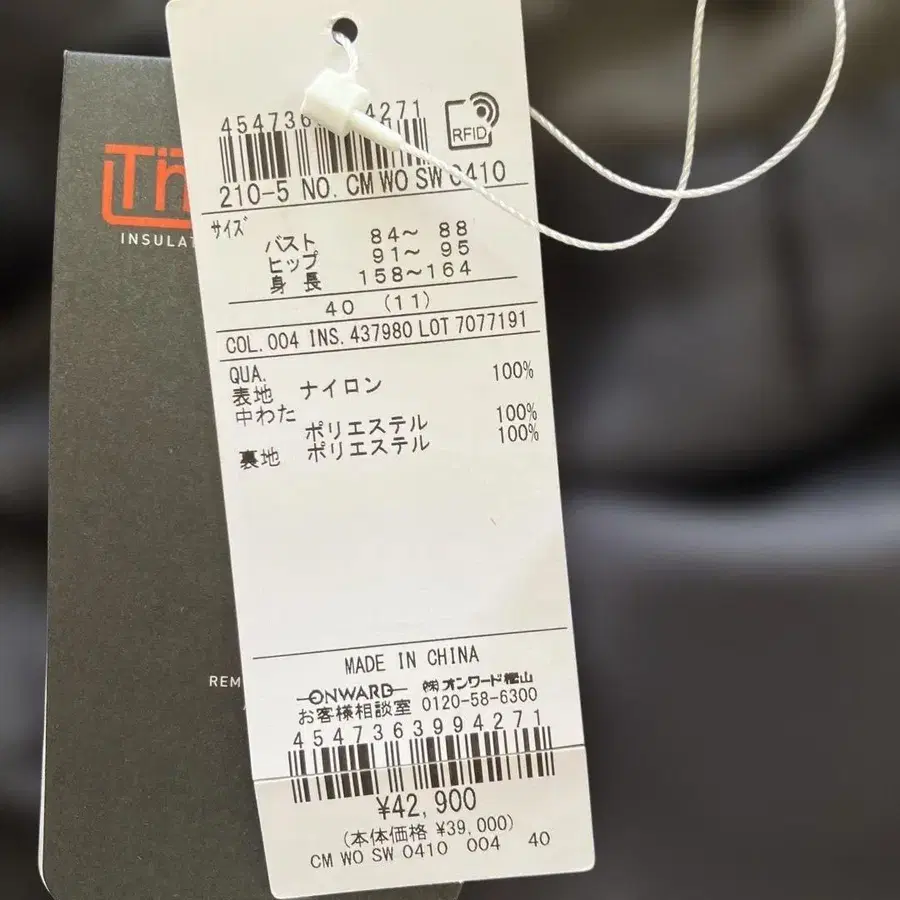 Th
INSULAT
REM
454736 4271
RFID
210-5 NO. CM WO SW 0410
サイズ
バスト 84~ 88
ヒップ 91~ 95
身長 158~164
40 (11)
COL.004 INS.437980 LOT 7077191
QUA.
表地 ナイロン 100%
中わた
ポリエステル 100%
裏地 ポリエステル 100%
MADE IN CHINA
ONWARD ㈱オンワード樫山
お客様相談室 0120-58-6300
4547363994271
¥42,900
(本体価格 ¥39,000)
CM WO SW 0410 004 40